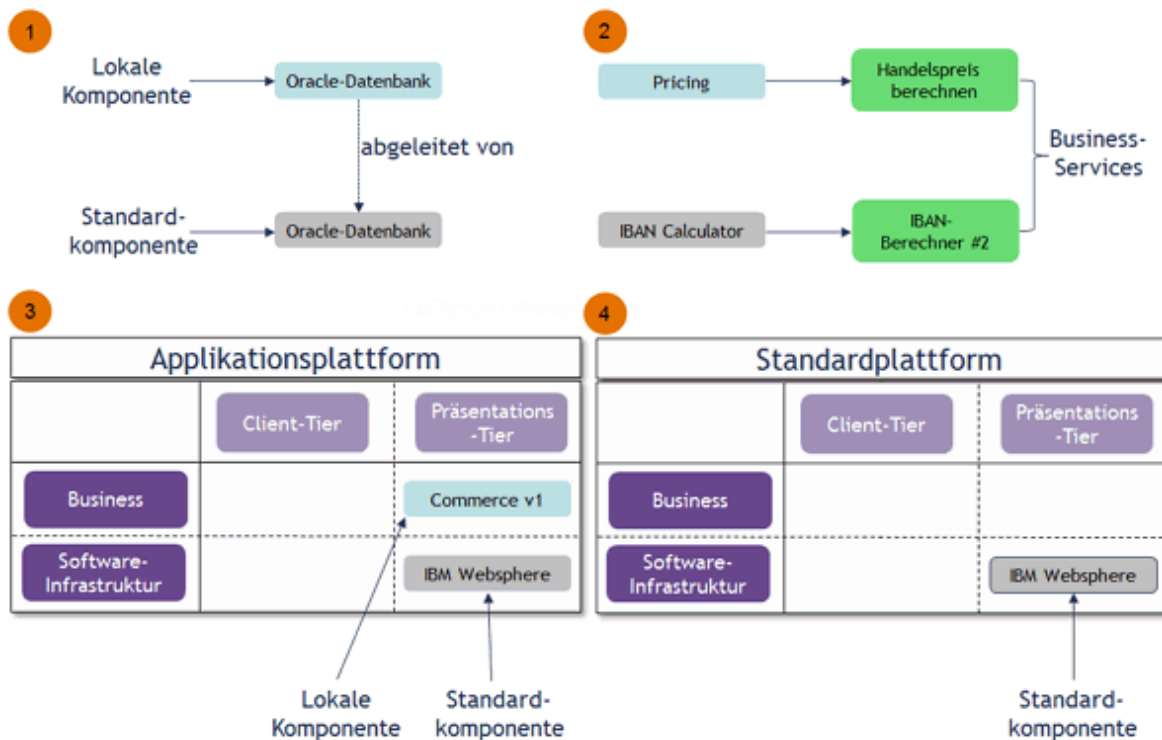 1
Lokale
Komponente
Oracle-Datenbank
abgeleitet von
Standard-
komponente
Oracle-Datenbank
2
Pricing
Handelspreis
berechnen
Business-
Services
IBAN Calculator
IBAN-
Berechner #2
3
Applikationsplattform
Client-Tier
Präsentations
-Tier
Business
Commerce v1
Software-
Infrastruktur
IBM Websphere
Lokale
Komponente
Standard-
komponente
4
Standardplattform
Client-Tier
Präsentations
-Tier
Business
Software-
Infrastruktur
IBM Websphere
Standard-
komponente